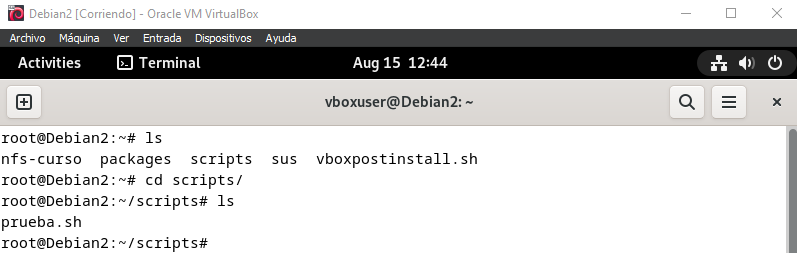 Debian2 [Corriendo] - Oracle VM VirtualBox
Archivo Máquina Ver Entrada Dispositivos Ayuda
Activities Terminal Aug 15 12:44
vboxuser@Debian2: ~
root@Debian2:~# ls
nfs-curso packages scripts sus vboxpostinstall.sh
root@Debian2:~# cd scripts/
root@Debian2:~/scripts# ls
prueba.sh
root@Debian2:~/scripts#